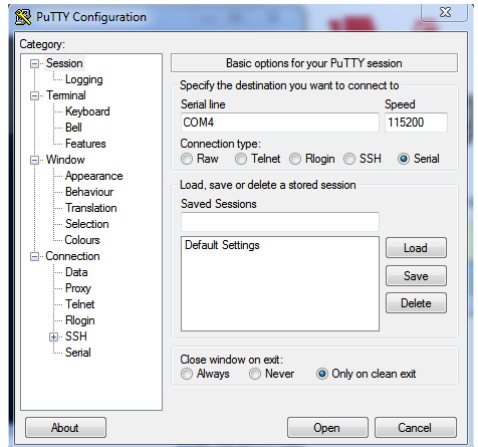 PuTTY Configuration
Category:
Session
Logging
Terminal
Keyboard
Bell
Features
Window
Appearance
Behaviour
Translation
Selection
Colours
Connection
Data
Proxy
Telnet
Rlogin
SSH
Serial
Basic options for your PuTTY session
Specify the destination you want to connect to
Serial line Speed
COM4 115200
Connection type:
Raw Telnet Rlogin SSH Serial
Load, save or delete a stored session
Saved Sessions
Default Settings
Load
Save
Delete
Close window on exit:
Always Never Only on clean exit
About Open Cancel